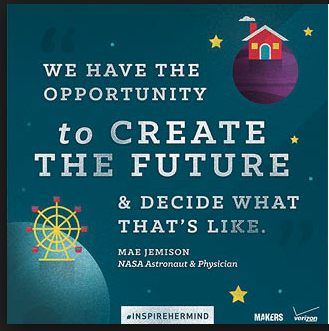 WE HAVE THE
OPPORTUNITY
to CREATE
THE FUTURE
& DECIDE WHAT
THAT'S LIKE.
MAE JEMISON
NASA Astronaut & Physician
#INSPIREHERMIND
MAKERS
verizon